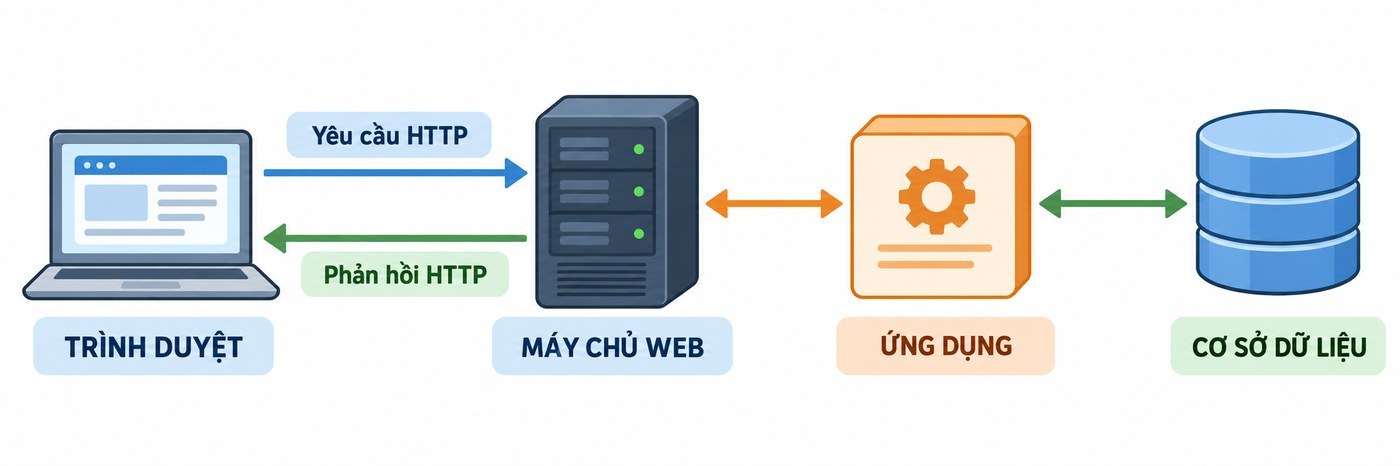 Yêu cầu HTTP
Phản hồi HTTP
TRÌNH DUYỆT
MÁY CHỦ WEB
ỨNG DỤNG
CƠ SỞ DỮ LIỆU